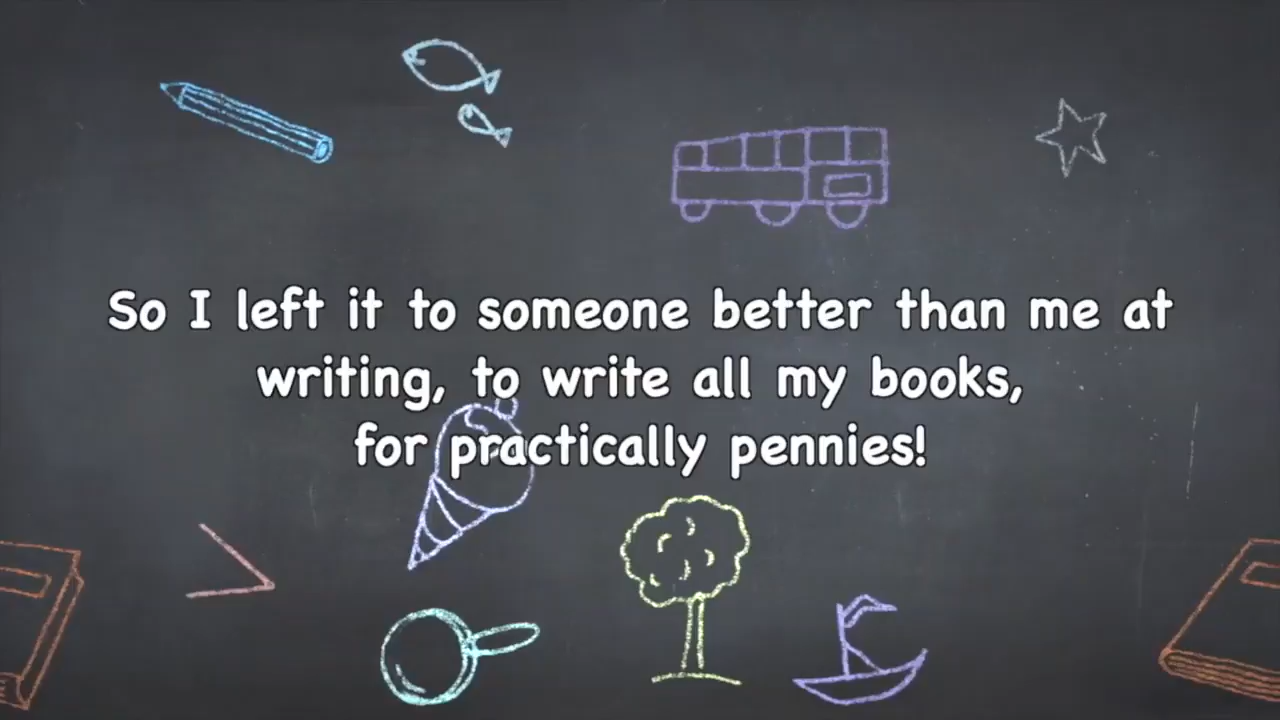 So I left it to someone better than me at
writing, to write all my books,
for practically pennies!